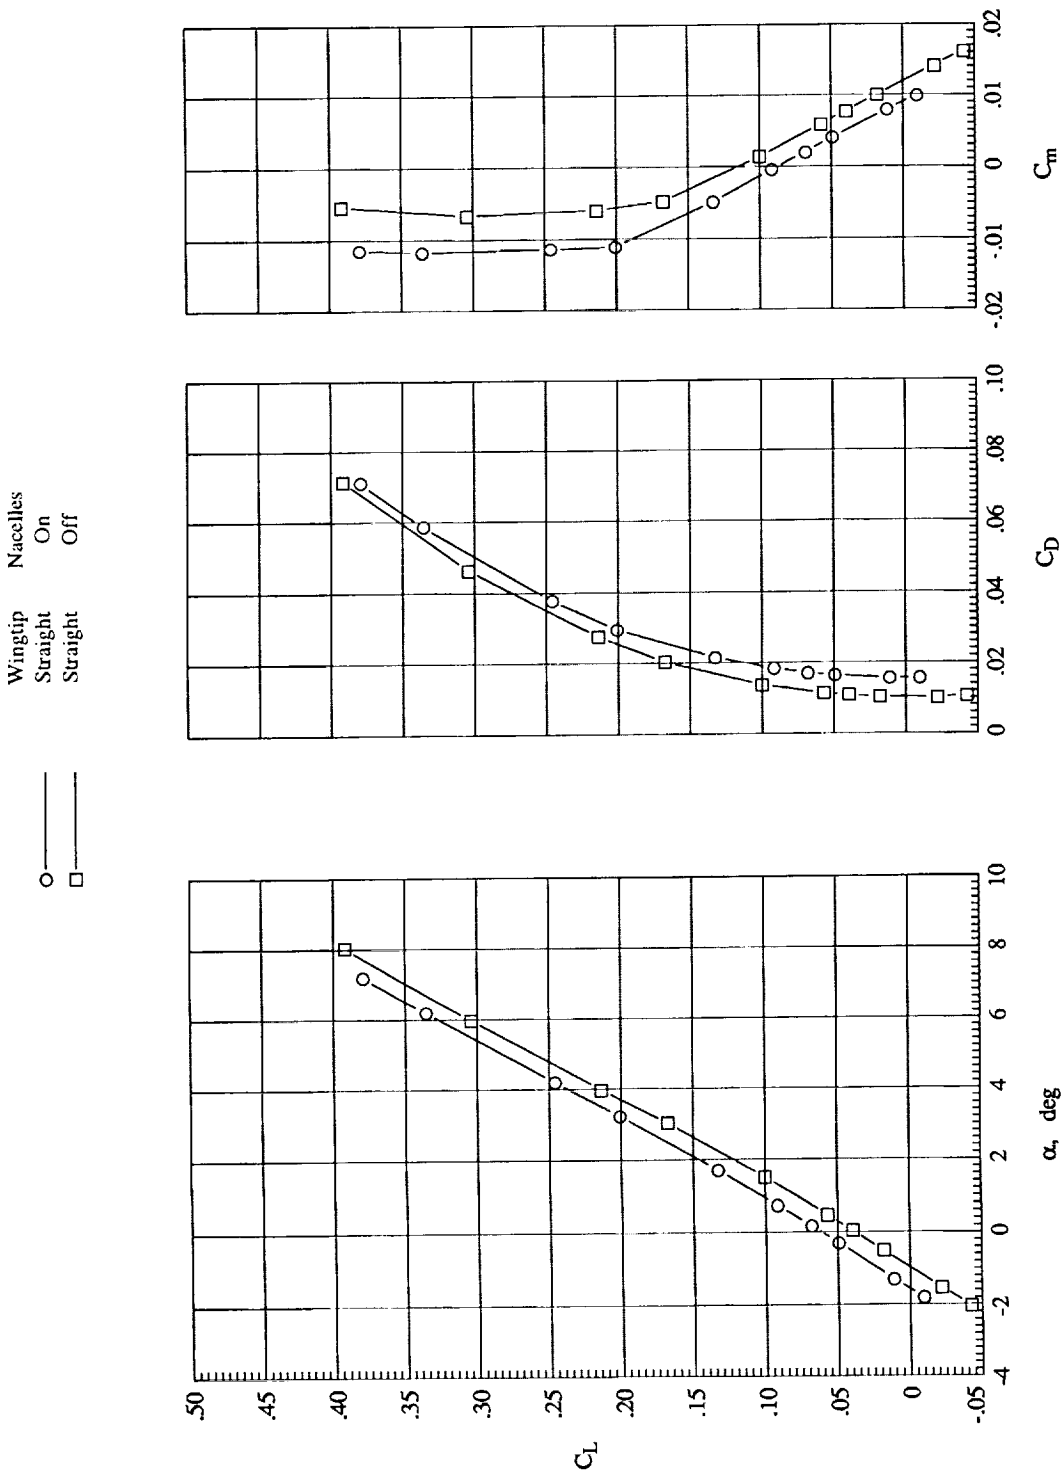 Wingtip Nacelles
Straight On
Straight Off
C_L
.50
.45
.40
.35
.30
.25
.20
.15
.10
.05
0
-.05
-4 -2 0 2 4 6 8 10
α, deg
0 .02 .04 .06 .08 .10
C_D
-.02 -.01 0 .01 .02
C_m